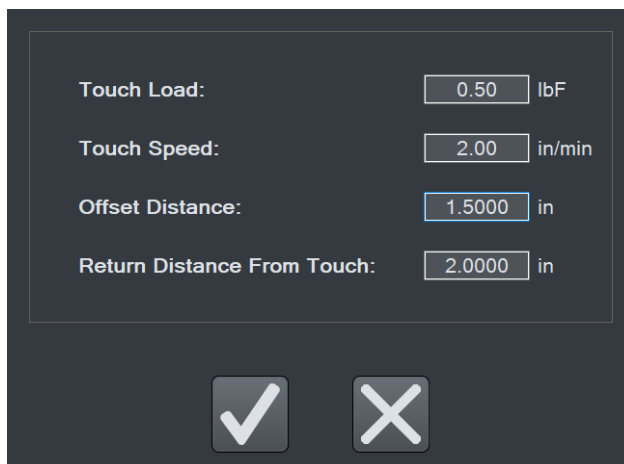 Touch Load: 0.50 lbF
Touch Speed: 2.00 in/min
Offset Distance: 1.5000 in
Return Distance From Touch: 2.0000 in